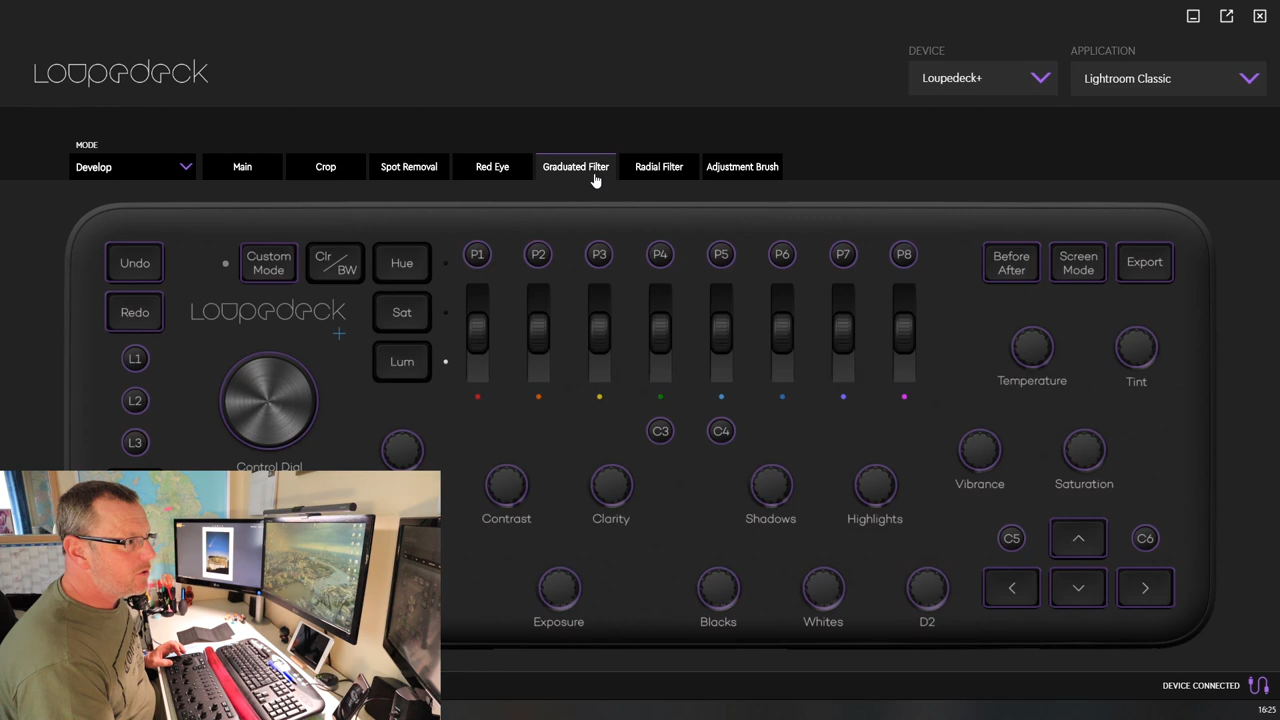 LOUPEDECK
DEVICE
Loupedeck+
APPLICATION
Lightroom Classic
MODE
Develop
Main
Crop
Spot Removal
Red Eye
Graduated Filter
Radial Filter
Adjustment Brush
Undo
Custom
Mode
Clr
BW
Hue
P1
P2
P3
P4
P5
P6
P7
P8
Before
After
Screen
Mode
Export
Redo
LOUPEDECK
+
Sat
L1
Lum
Temperature
Tint
L2
L3
C3
C4
Control Dial
Vibrance
Saturation
Contrast
Clarity
Shadows
Highlights
C5
C6
Exposure
Blacks
Whites
D2
DEVICE CONNECTED
16:25